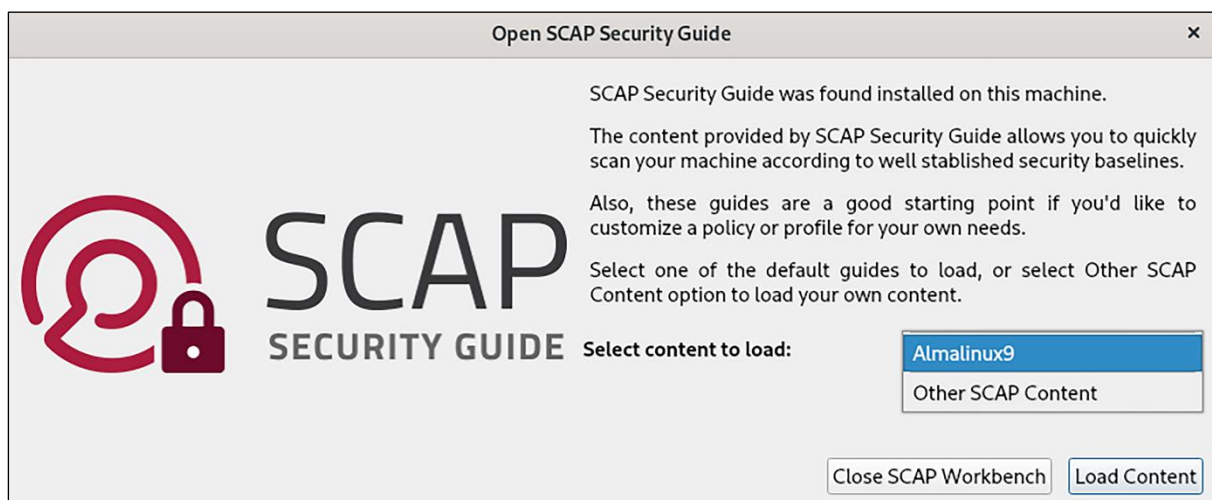 Open SCAP Security Guide
×
SCAP Security Guide was found installed on this machine.
The content provided by SCAP Security Guide allows you to quickly
scan your machine according to well stablished security baselines.
Also, these guides are a good starting point if you'd like to
customize a policy or profile for your own needs.
Select one of the default guides to load, or select Other SCAP
Content option to load your own content.
SCAP
SECURITY GUIDE
Select content to load:
Almalinux9
Other SCAP Content
Close SCAP Workbench
Load Content